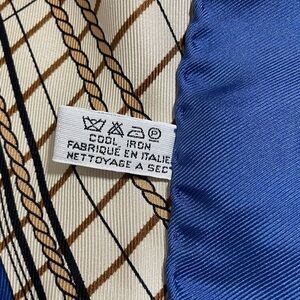 P
COOL IRON
FABRIQUÉ EN ITALIE
NETTOYAGE A SEC